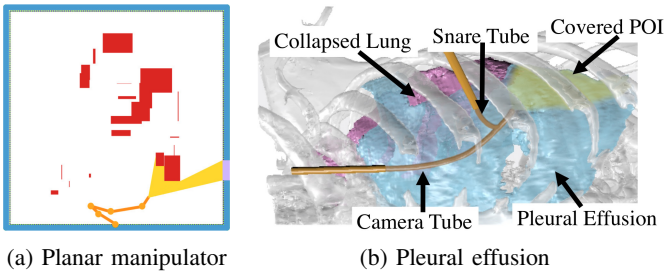 Collapsed Lung
Snare Tube
Covered POI
Camera Tube
Pleural Effusion
(a) Planar manipulator
(b) Pleural effusion